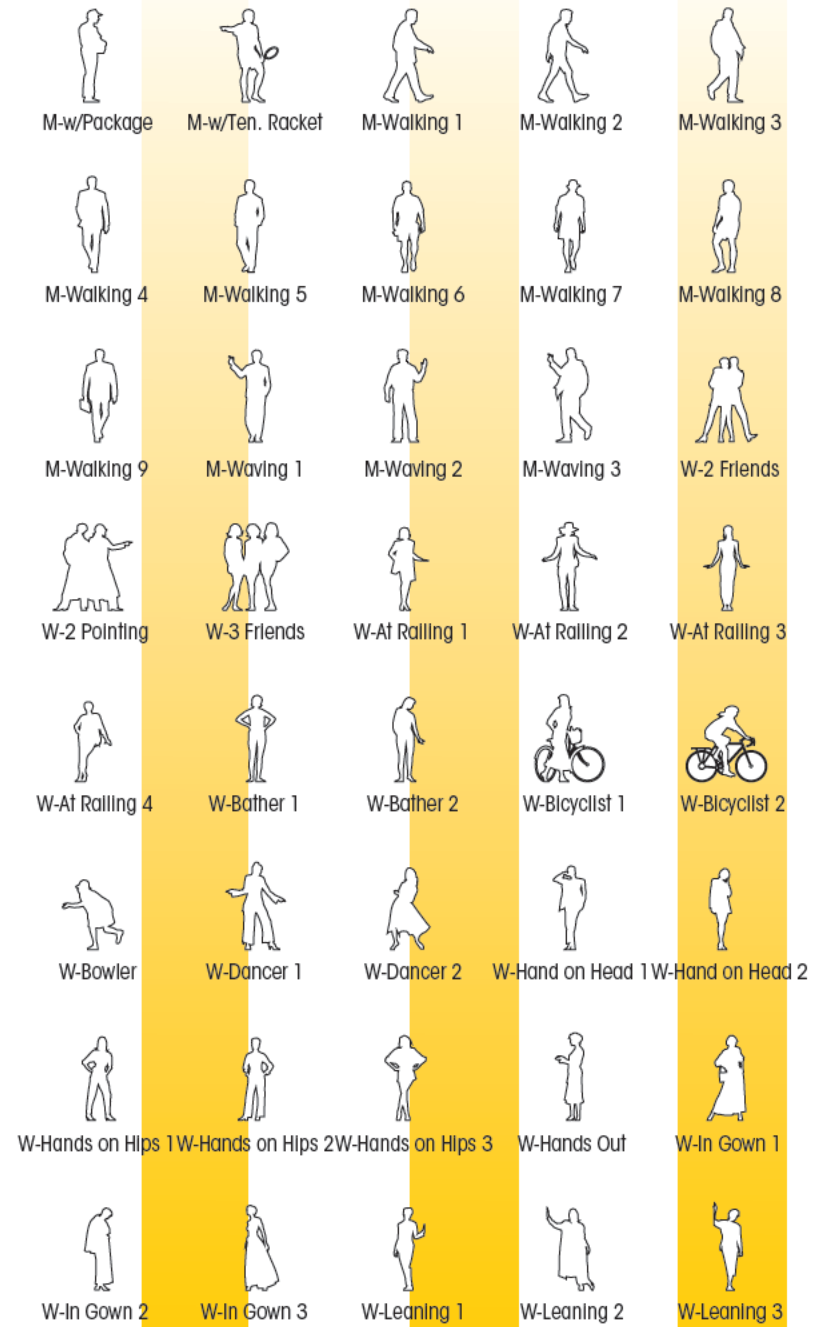 M-w/Package M-w/Ten. Racket M-Walking 1 M-Walking 2 M-Walking 3
M-Walking 4 M-Walking 5 M-Walking 6 M-Walking 7 M-Walking 8
M-Walking 9 M-Waving 1 M-Waving 2 M-Waving 3 W-2 Friends
W-2 Pointing W-3 Friends W-At Railing 1 W-At Railing 2 W-At Railing 3
W-At Railing 4 W-Bather 1 W-Bather 2 W-Bicyclist 1 W-Bicyclist 2
W-Bowler W-Dancer 1 W-Dancer 2 W-Hand on Head 1 W-Hand on Head 2
W-Hands on Hips 1 W-Hands on Hips 2 W-Hands on Hips 3 W-Hands Out W-In Gown 1
W-In Gown 2 W-In Gown 3 W-Leaning 1 W-Leaning 2 W-Leaning 3